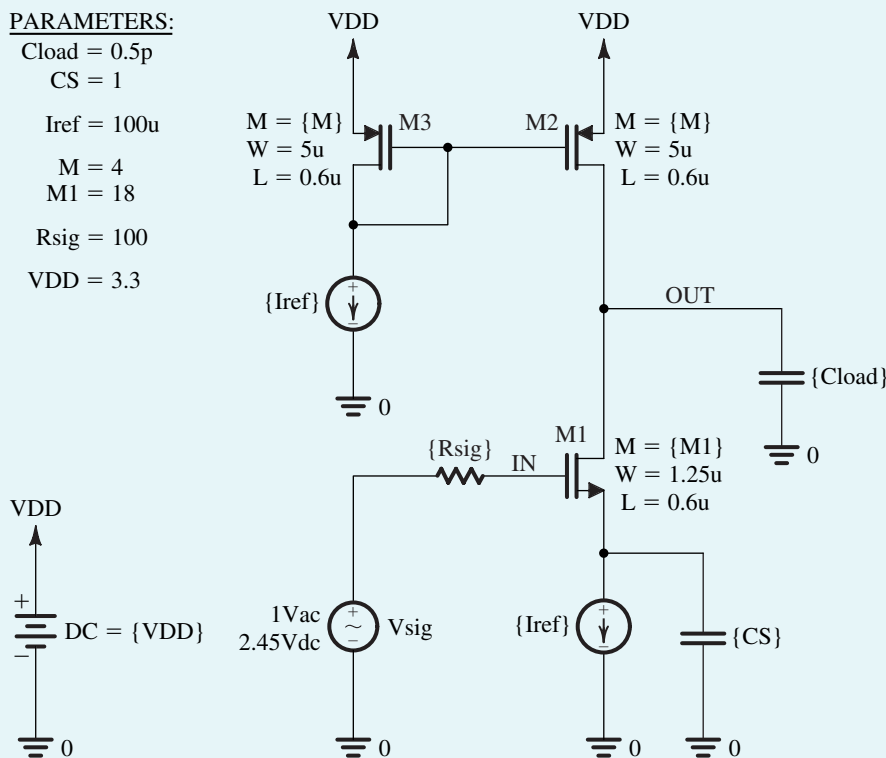 PARAMETERS:
Cload = 0.5p
CS = 1
Iref = 100u
M = 4
M1 = 18
Rsig = 100
VDD = 3.3
VDD
VDD
M = {M}
W = 5u
L = 0.6u
M3
M2
M = {M}
W = 5u
L = 0.6u
{Iref}
+
−
0
OUT
{Cload}
0
{Rsig}
IN
M1
M = {M1}
W = 1.25u
L = 0.6u
VDD
+
−
DC = {VDD}
0
1Vac
2.45Vdc
+
~
−
Vsig
0
{Iref}
+
−
0
{CS}
0